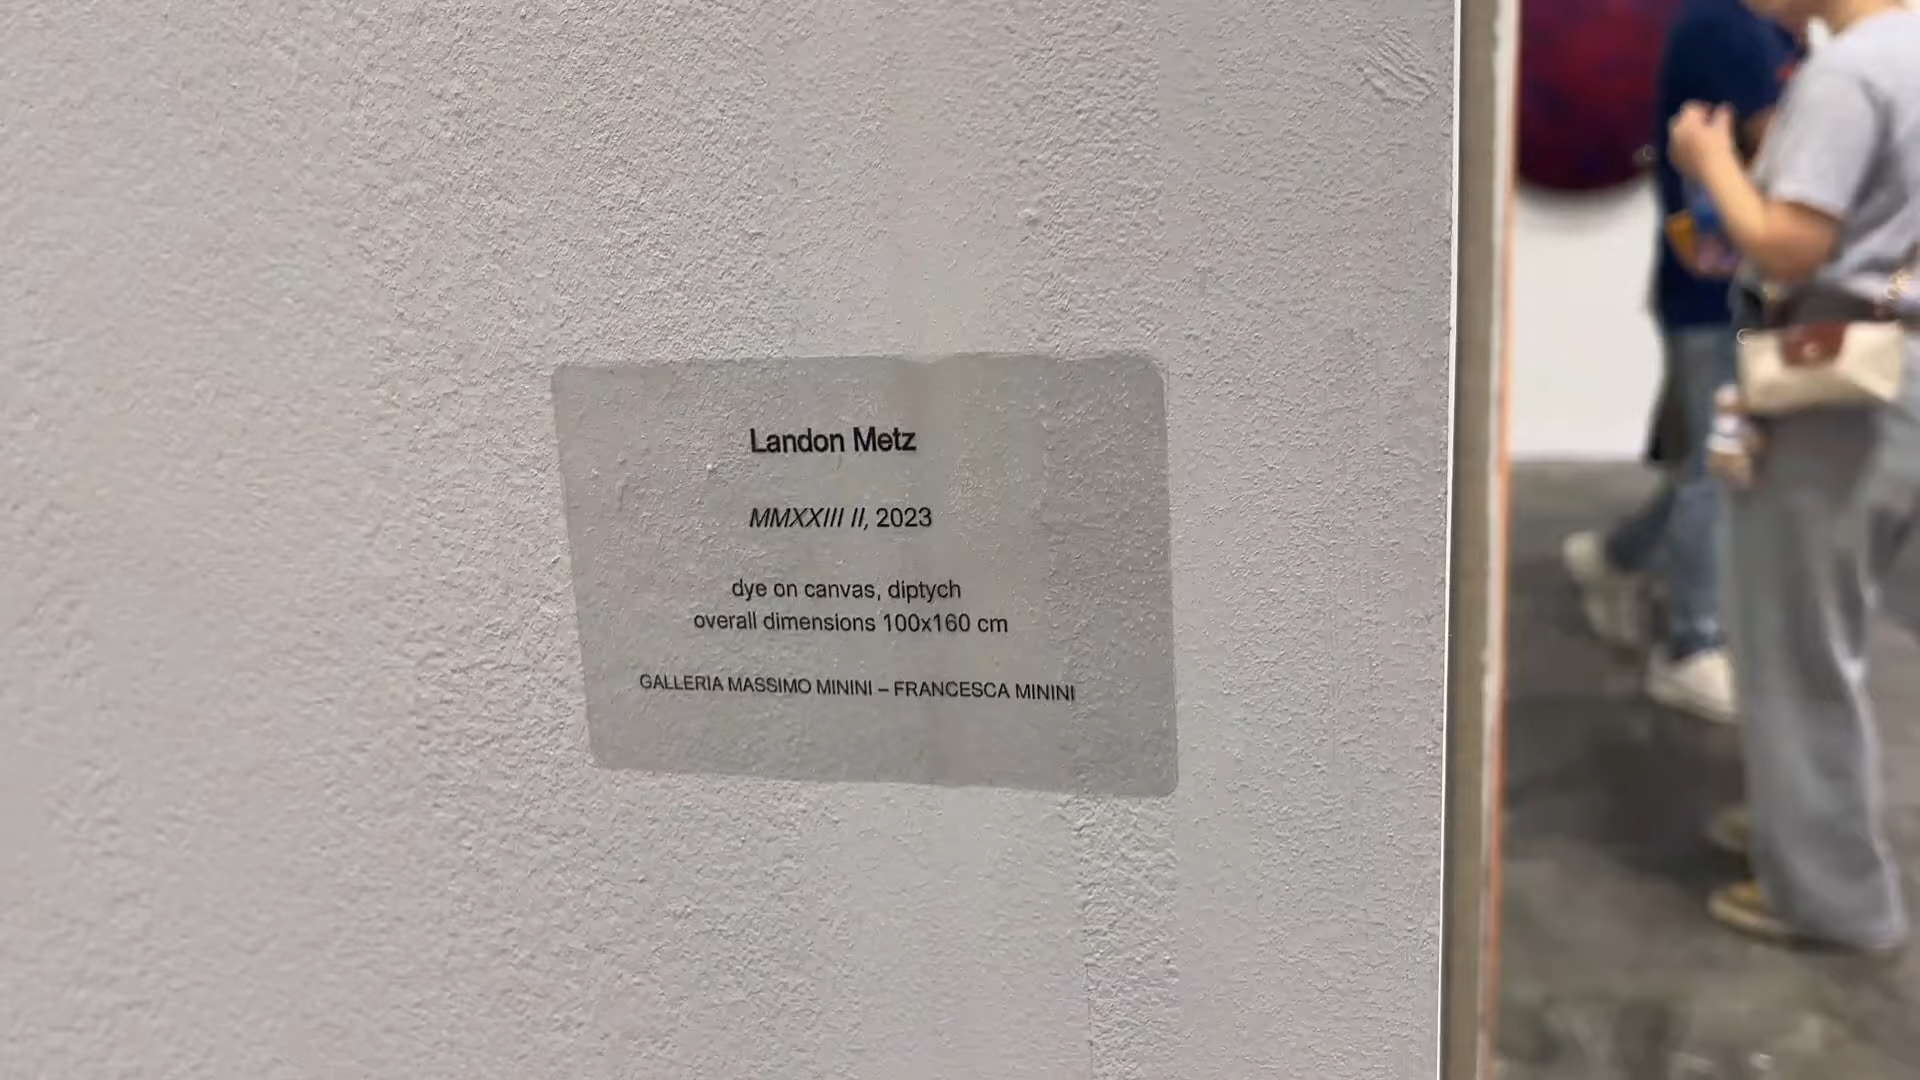 Landon Metz
MMXXIII II, 2023
dye on canvas, diptych
overall dimensions 100x160 cm
GALLERIA MASSIMO MININI – FRANCESCA MININI